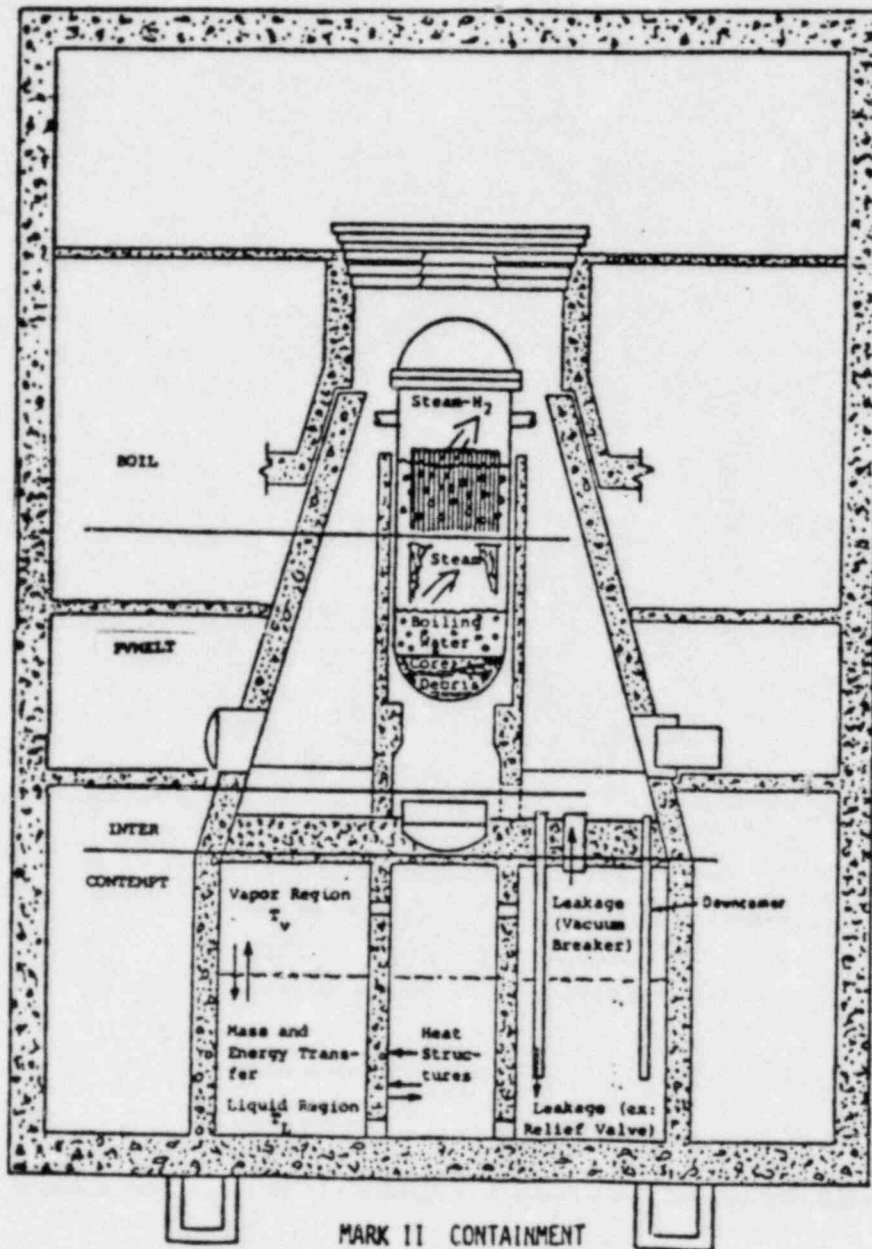 Steam-H2
BOIL
Steam
Boiling
Water
PVMELT
Core
Debris
INTER
CONTEMPT
Vapor Region
Tv
Leakage
(Vacuum
Breaker)
Downcomer
Mass and
Energy Trans-
fer
Heat
Struc-
tures
Liquid Region
TL
Leakage (ex:
Relief Valve)
MARK II CONTAINMENT